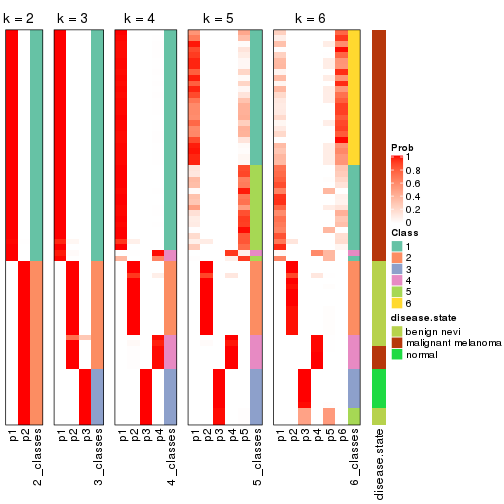 k = 2
k = 3
k = 4
k = 5
k = 6
p1
p2
2_classes
p1
p2
p3
3_classes
p1
p2
p3
p4
4_classes
p1
p2
p3
p4
p5
5_classes
p1
p2
p3
p4
p5
p6
6_classes
disease.state
Prob
1
0.8
0.6
0.4
0.2
0
Class
1
2
3
4
5
6
disease.state
benign nevi
malignant melanoma
normal